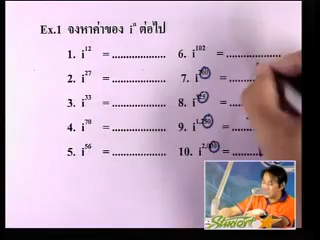 Ex.1 จงหาค่าของ iⁿ ต่อไป
1. i¹² = ..................
2. i²⁷ = ..................
3. i³³ = ..................
4. i⁷⁰ = ..................
5. i⁵⁶ = ..................
6. i¹⁰² = ..................
7. i
8. i
9. i
10. i